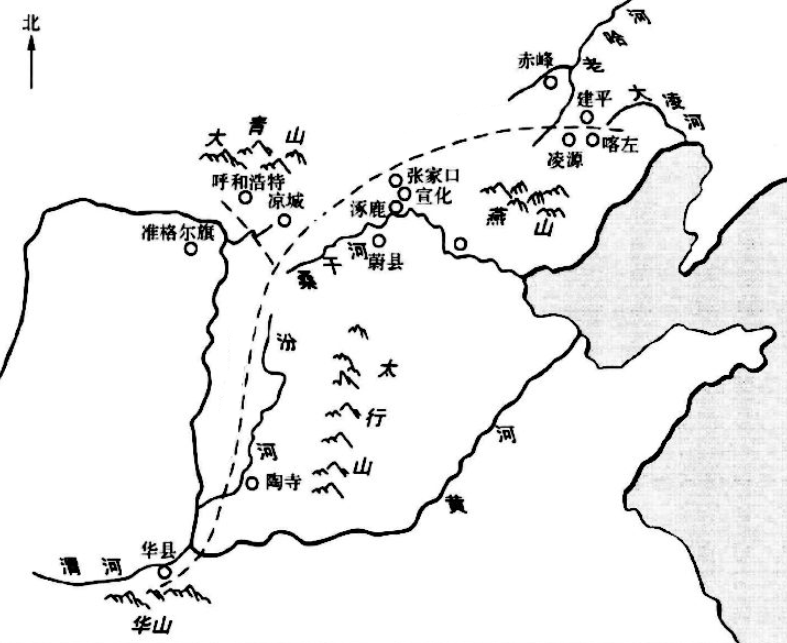 北
老哈河
赤峰
建平
大凌河
凌源
喀左
大青山
呼和浩特
凉城
张家口
宣化
涿鹿
燕山
准格尔旗
桑干河
蔚县
汾河
太行山
陶寺
黄河
渭河
华县
华山